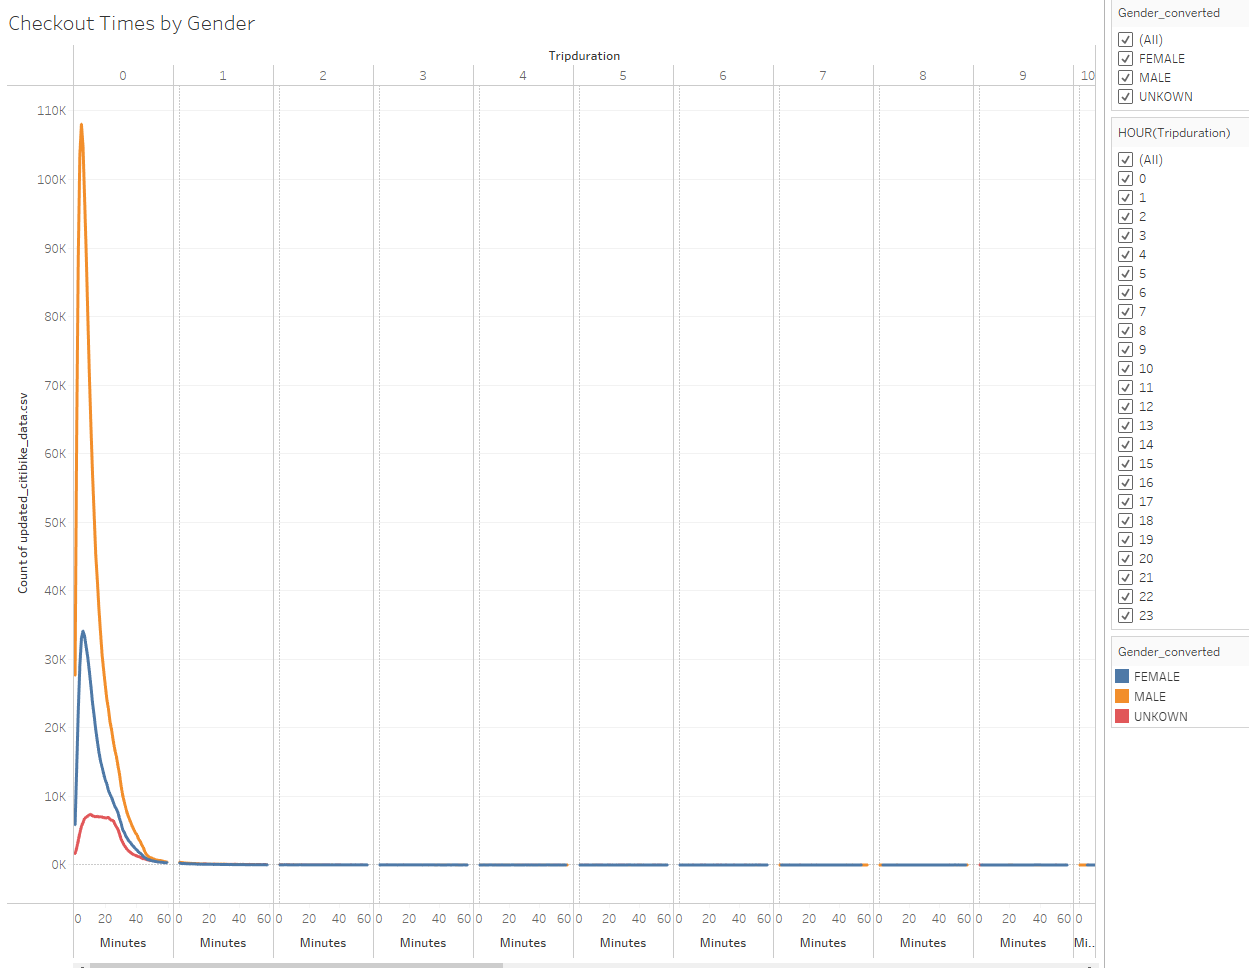 Checkout Times by Gender
Tripduration
0 1 2 3 4 5 6 7 8 9 10
110K
100K
90K
80K
70K
60K
50K
40K
30K
20K
10K
0K
Count of updated_citibike_data.csv
0 20 40 60 0 20 40 60 0 20 40 60 0 20 40 60 0 20 40 60 0 20 40 60 0 20 40 60 0 20 40 60 0 20 40 60 0 20 40 60 0
Minutes Minutes Minutes Minutes Minutes Minutes Minutes Minutes Minutes Minutes Mi..
Gender_converted
(All)
FEMALE
MALE
UNKOWN
HOUR(Tripduration)
(All)
0
1
2
3
4
5
6
7
8
9
10
11
12
13
14
15
16
17
18
19
20
21
22
23
Gender_converted
FEMALE
MALE
UNKOWN